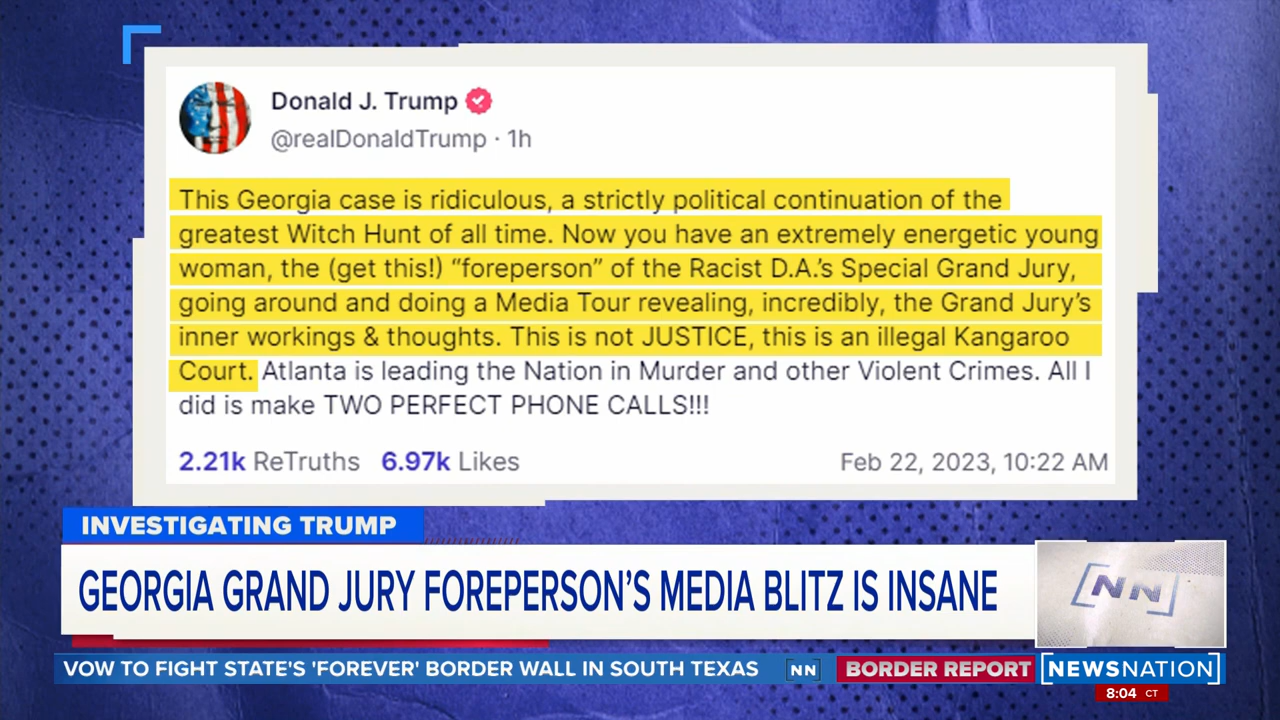 Donald J. Trump
@realDonaldTrump · 1h
This Georgia case is ridiculous, a strictly political continuation of the
greatest Witch Hunt of all time. Now you have an extremely energetic young
woman, the (get this!) “foreperson” of the Racist D.A.’s Special Grand Jury,
going around and doing a Media Tour revealing, incredibly, the Grand Jury’s
inner workings & thoughts. This is not JUSTICE, this is an illegal Kangaroo
Court. Atlanta is leading the Nation in Murder and other Violent Crimes. All I
did is make TWO PERFECT PHONE CALLS!!!
2.21k ReTruths 6.97k Likes Feb 22, 2023, 10:22 AM
INVESTIGATING TRUMP
GEORGIA GRAND JURY FOREPERSON’S MEDIA BLITZ IS INSANE
NN
VOW TO FIGHT STATE'S 'FOREVER' BORDER WALL IN SOUTH TEXAS NN BORDER REPORT NEWSNATION
8:04 CT